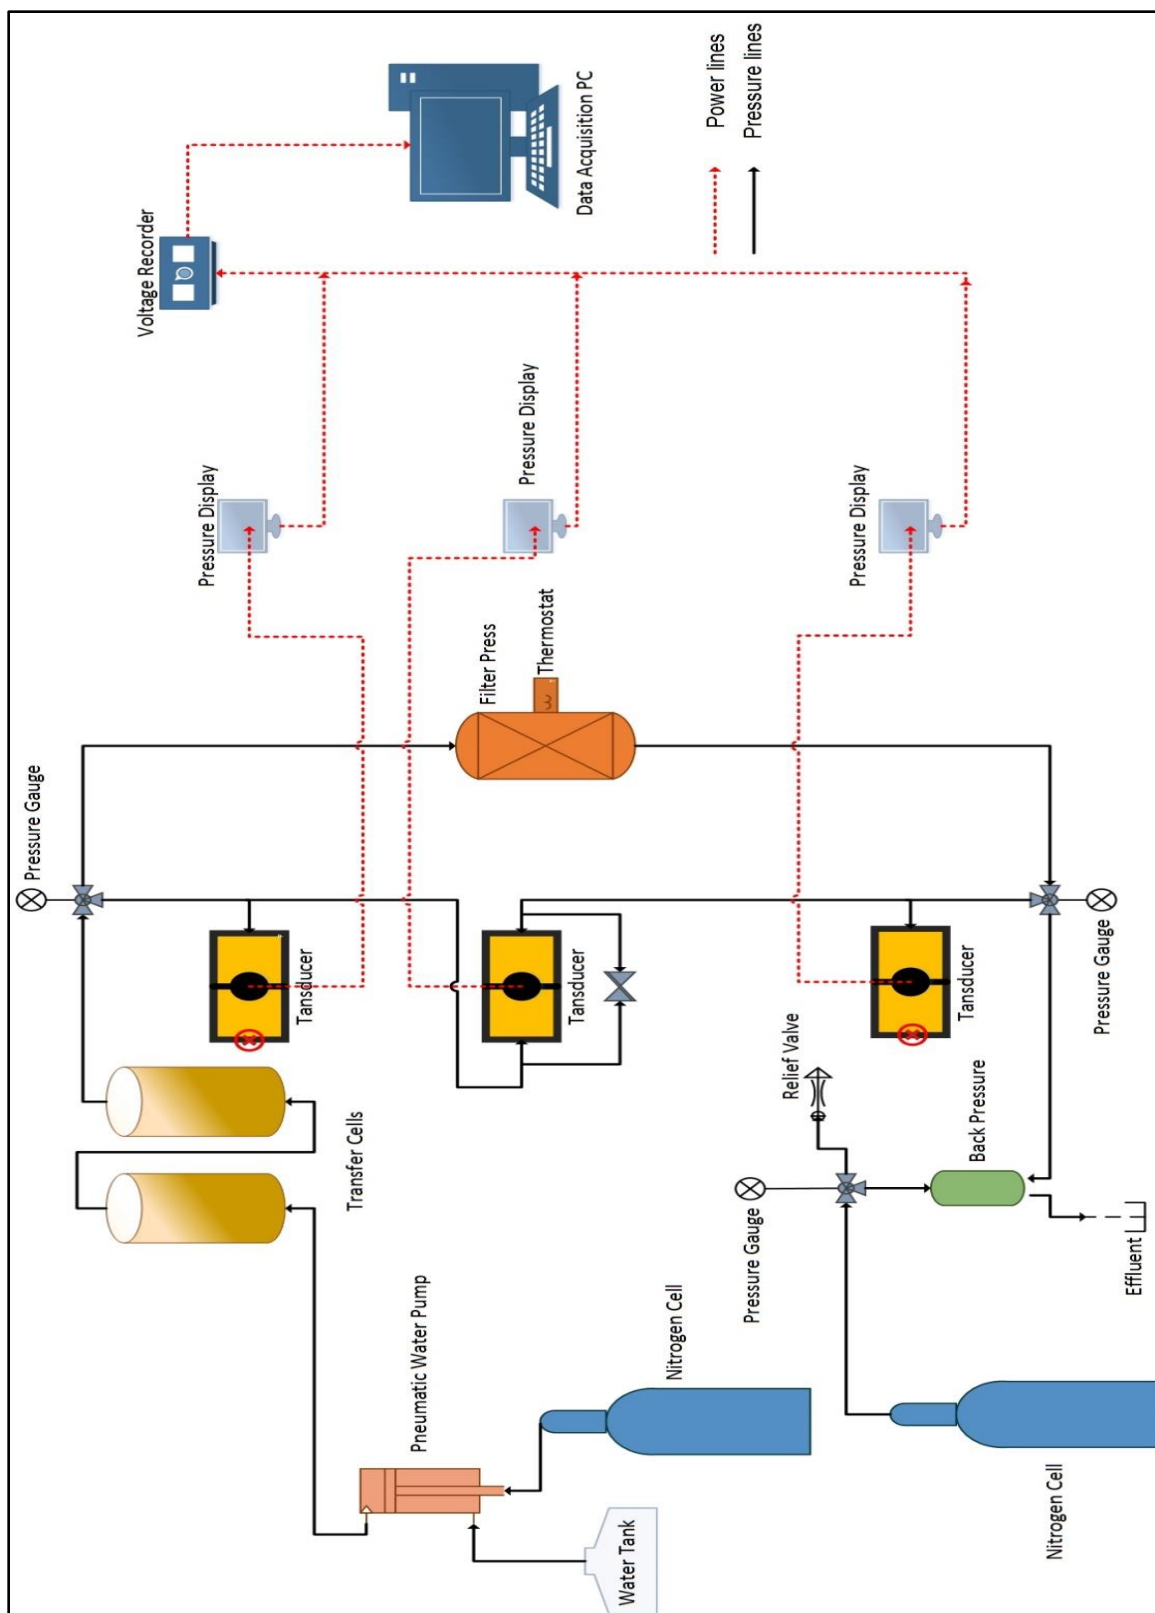 Water Tank
Pneumatic Water Pump
Nitrogen Cell
Nitrogen Cell
Transfer Cells
Pressure Gauge
Relief Valve
Back Pressure
Effluent
Pressure Gauge
Tansducer
Tansducer
Tansducer
Pressure Gauge
Filter Press
Thermostat
Pressure Display
Pressure Display
Pressure Display
Voltage Recorder
Data Acquisition PC
Power lines
Pressure lines